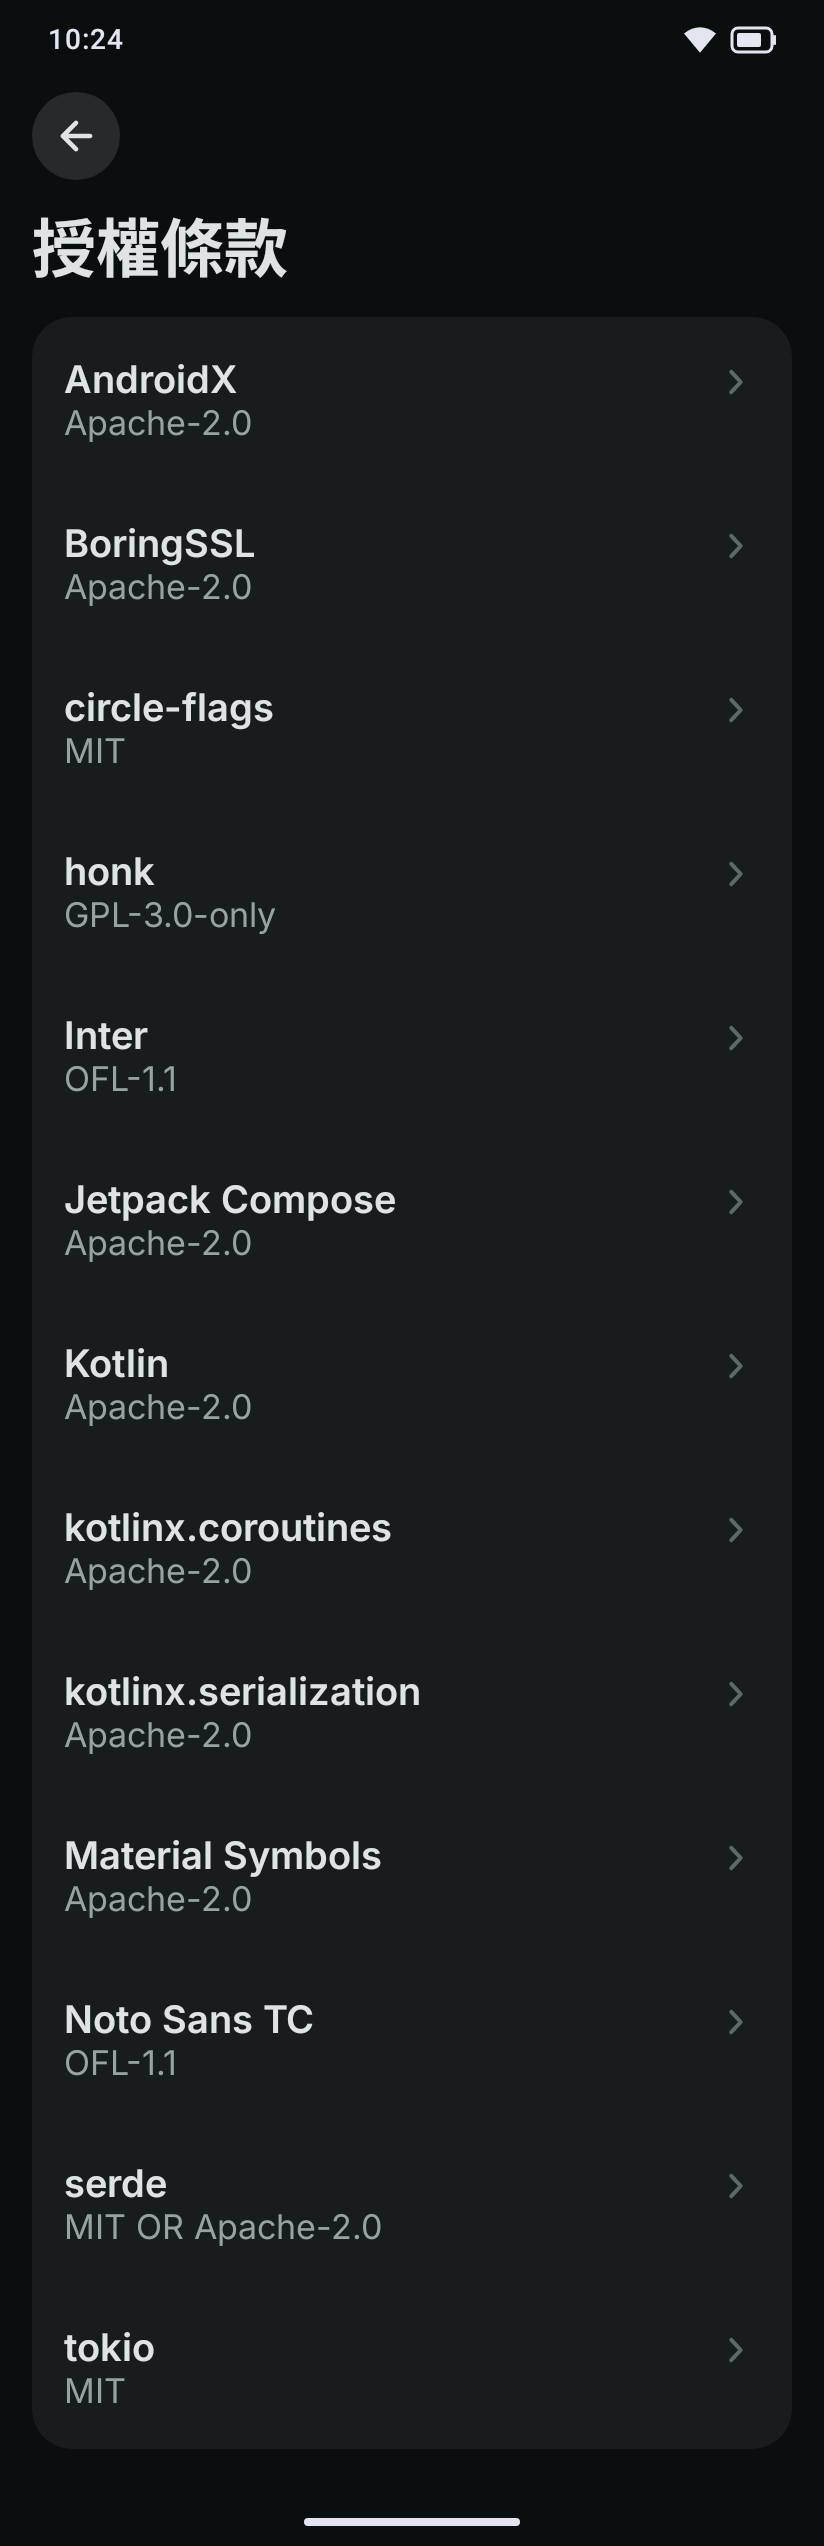 10:24
授權條款
AndroidX
Apache-2.0
BoringSSL
Apache-2.0
circle-flags
MIT
honk
GPL-3.0-only
Inter
OFL-1.1
Jetpack Compose
Apache-2.0
Kotlin
Apache-2.0
kotlinx.coroutines
Apache-2.0
kotlinx.serialization
Apache-2.0
Material Symbols
Apache-2.0
Noto Sans TC
OFL-1.1
serde
MIT OR Apache-2.0
tokio
MIT